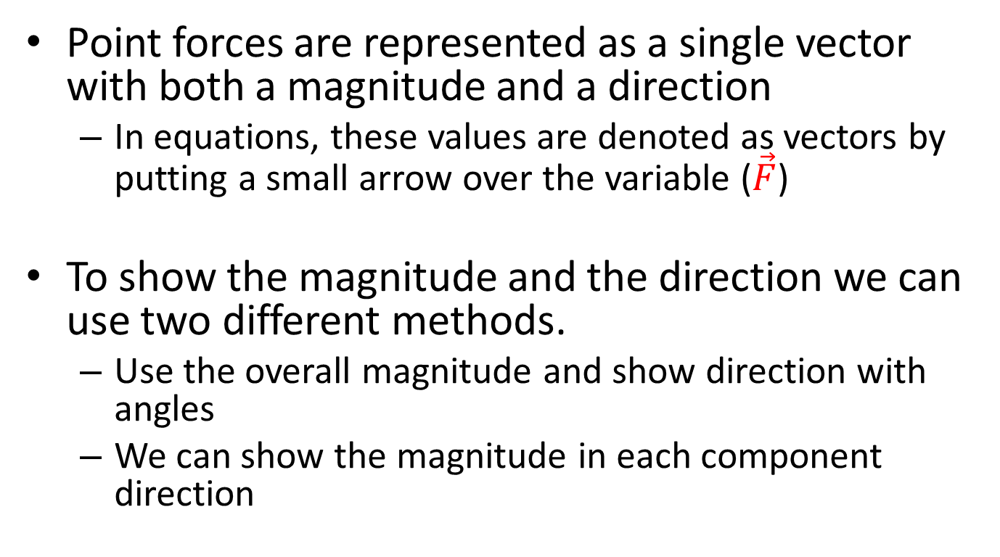 • Point forces are represented as a single vector
with both a magnitude and a direction
– In equations, these values are denoted as vectors by
putting a small arrow over the variable (F⃗)
• To show the magnitude and the direction we can
use two different methods.
– Use the overall magnitude and show direction with
angles
– We can show the magnitude in each component
direction